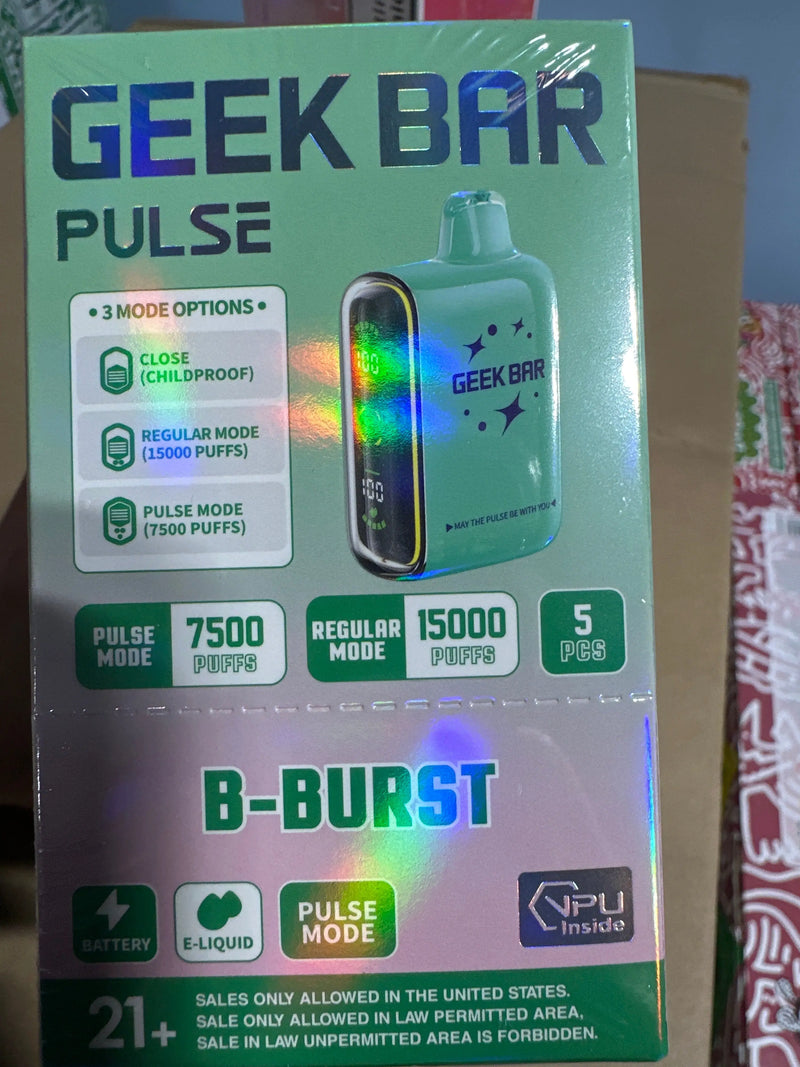 GEEK BAR
PULSE
• 3 MODE OPTIONS •
CLOSE
(CHILDPROOF)
REGULAR MODE
(15000 PUFFS)
PULSE MODE
(7500 PUFFS)
100
100
GEEK BAR
MAY THE PULSE BE WITH YOU
PULSE
MODE
7500
PUFFS
REGULAR
MODE
15000
PUFFS
5
PCS
B-BURST
BATTERY
E-LIQUID
PULSE
MODE
VPU
Inside
21+
SALES ONLY ALLOWED IN THE UNITED STATES.
SALE ONLY ALLOWED IN LAW PERMITTED AREA,
SALE IN LAW UNPERMITTED AREA IS FORBIDDEN.